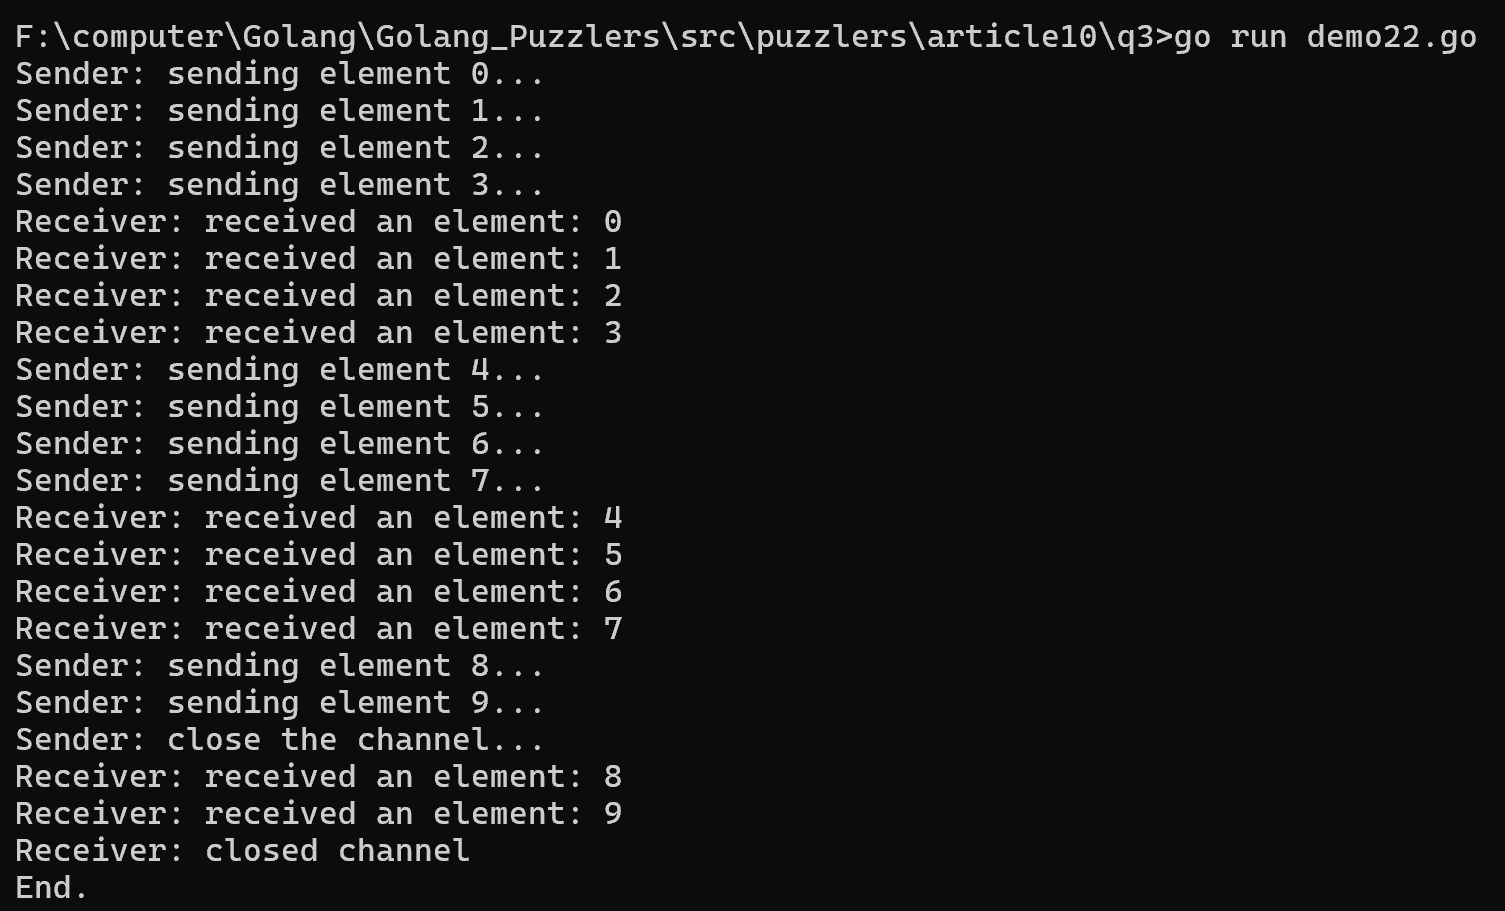 F:\computer\Golang\Golang_Puzzlers\src\puzzlers\article10\q3>go run demo22.go
Sender: sending element 0...
Sender: sending element 1...
Sender: sending element 2...
Sender: sending element 3...
Receiver: received an element: 0
Receiver: received an element: 1
Receiver: received an element: 2
Receiver: received an element: 3
Sender: sending element 4...
Sender: sending element 5...
Sender: sending element 6...
Sender: sending element 7...
Receiver: received an element: 4
Receiver: received an element: 5
Receiver: received an element: 6
Receiver: received an element: 7
Sender: sending element 8...
Sender: sending element 9...
Sender: close the channel...
Receiver: received an element: 8
Receiver: received an element: 9
Receiver: closed channel
End.